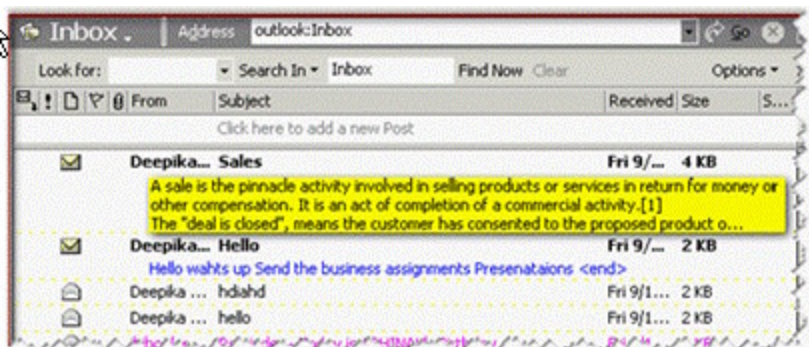 Inbox . Address outlook:Inbox Go
Look for: Search In Inbox Find Now Clear Options
! From Subject Received Size S...
Click here to add a new Post
Deepika... Sales Fri 9/... 4 KB
A sale is the pinnacle activity involved in selling products or services in return for money or
other compensation. It is an act of completion of a commercial activity.[1]
The "deal is closed", means the customer has consented to the proposed product o...
Deepika... Hello Fri 9/... 2 KB
Hello wahts up Send the business assignments Presenataions <end>
Deepika ... hdiahd Fri 9/1... 2 KB
Deepika ... hello Fri 9/1... 2 KB